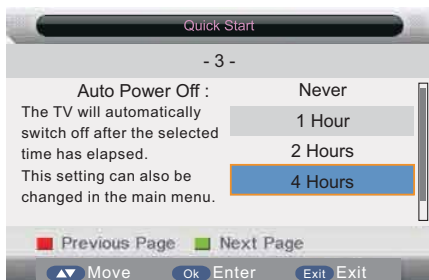 Quick Start
- 3 -
Auto Power Off :
The TV will automatically
switch off after the selected
time has elapsed.
This setting can also be
changed in the main menu.
Never
1 Hour
2 Hours
4 Hours
Previous Page Next Page
Move Ok Enter Exit Exit